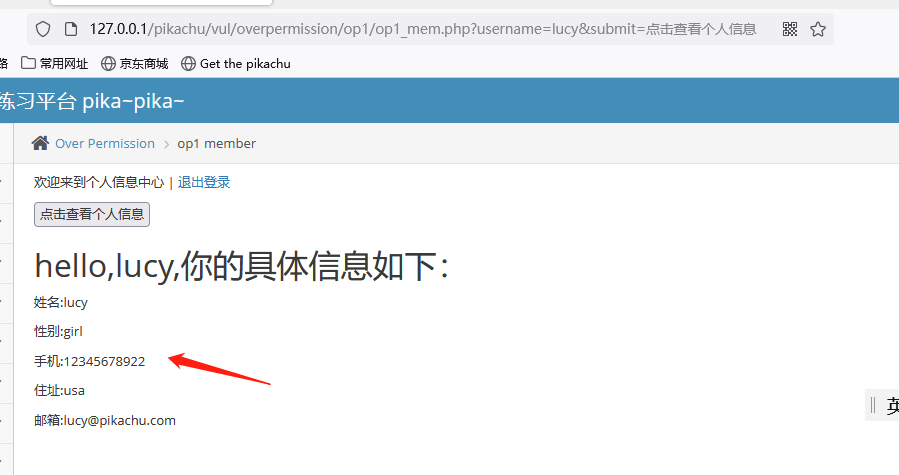 127.0.0.1/pikachu/vul/overpermission/op1/op1_mem.php?username=lucy&submit=点击查看个人信息
常用网址 京东商城 Get the pikachu
练习平台 pika~pika~
Over Permission > op1 member
欢迎来到个人信息中心 | 退出登录
点击查看个人信息
hello,lucy,你的具体信息如下：
姓名:lucy
性别:girl
手机:12345678922
住址:usa
英
邮箱:lucy@pikachu.com